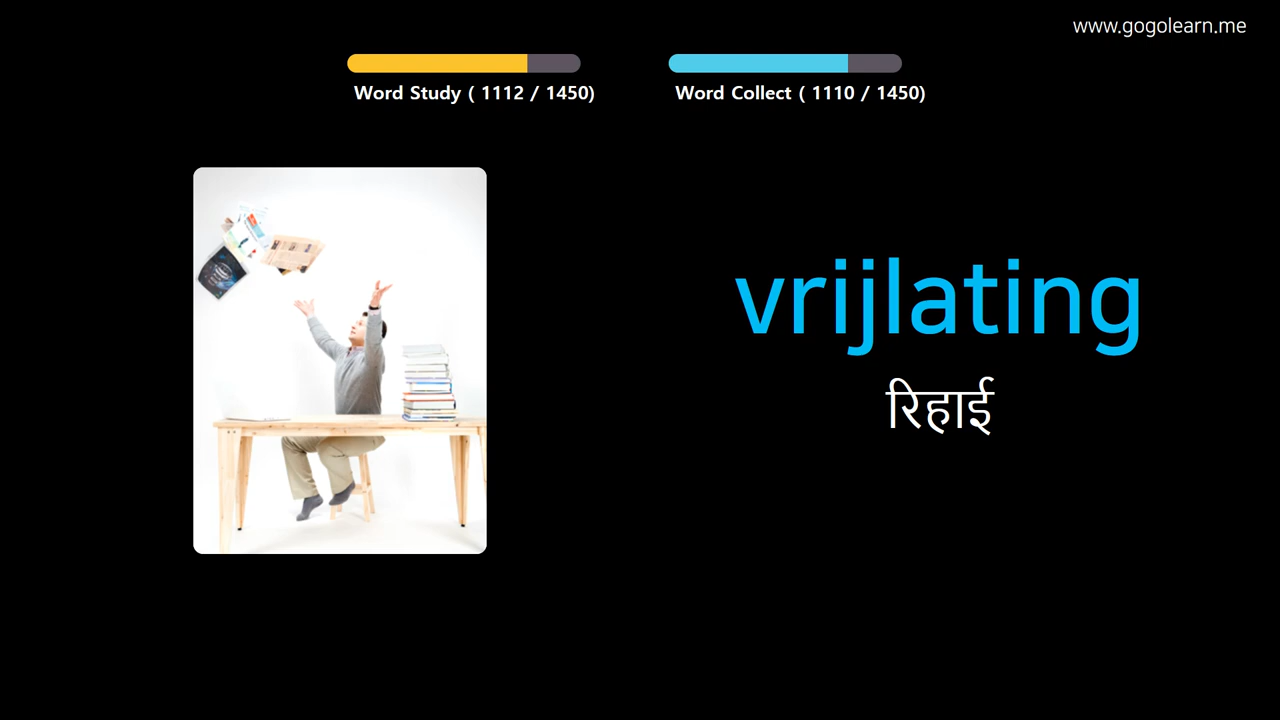 www.gogolearn.me
Word Study ( 1112 / 1450)
Word Collect ( 1110 / 1450)
vrijlating
रिहाई